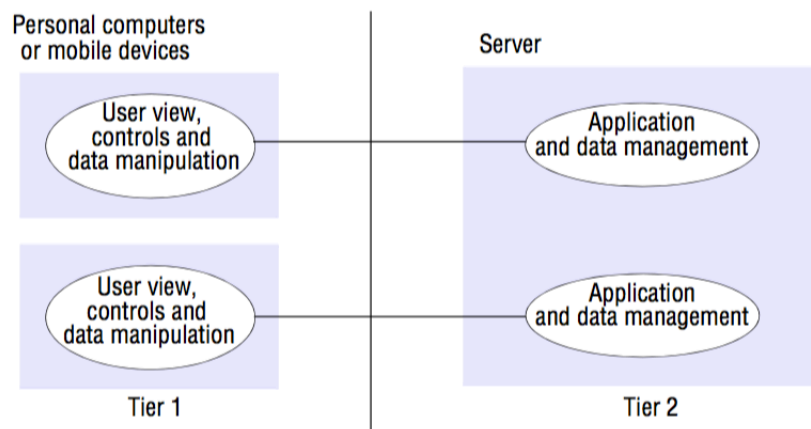 Personal computers
or mobile devices
Server
User view,
controls and
data manipulation
Application
and data management
User view,
controls and
data manipulation
Application
and data management
Tier 1
Tier 2